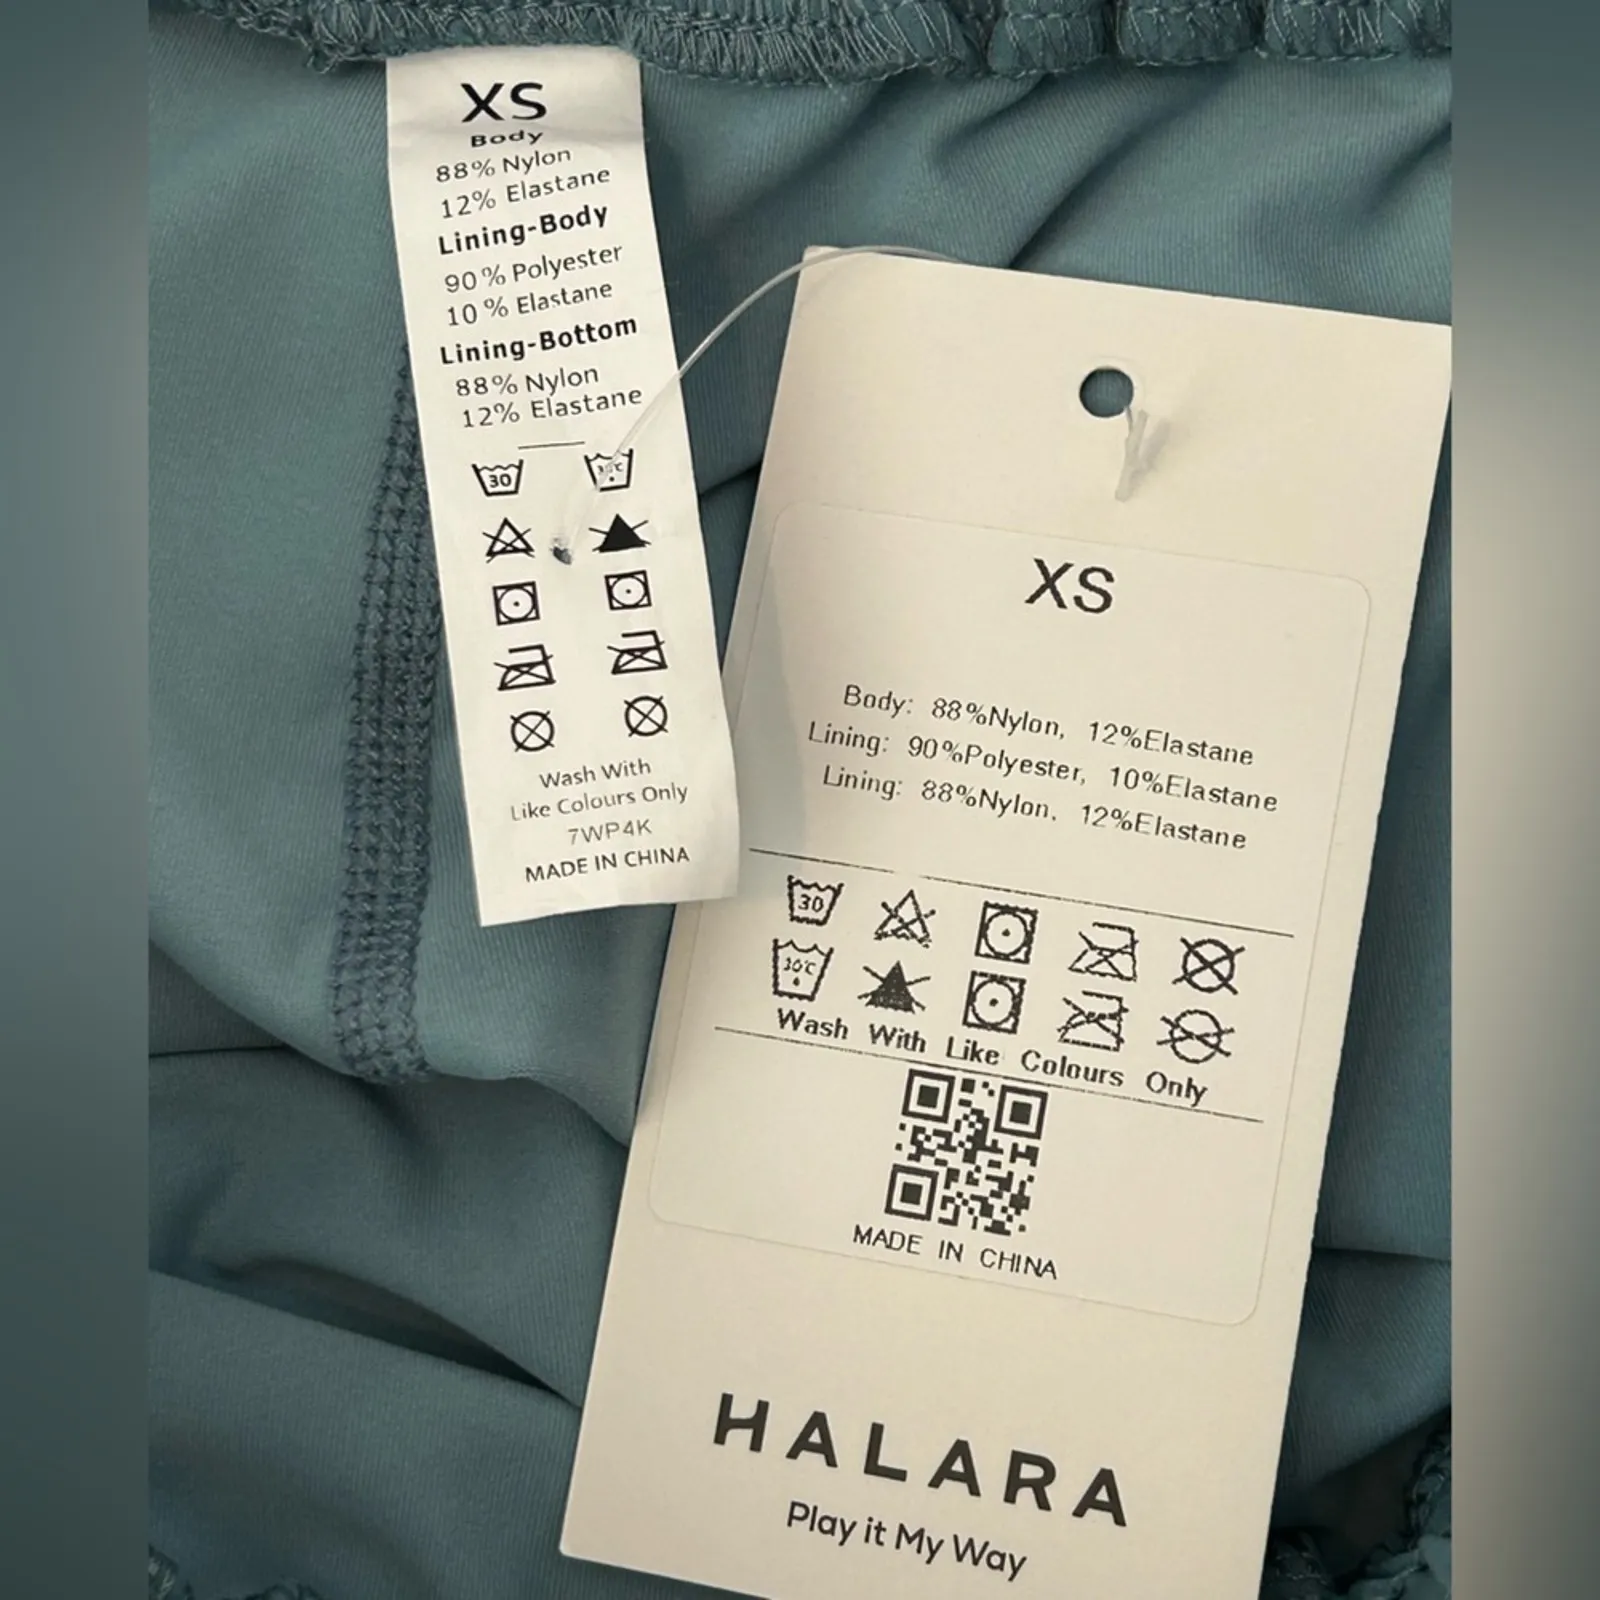 XS
Body
88% Nylon
12% Elastane
Lining-Body
90% Polyester
10% Elastane
Lining-Bottom
88% Nylon
12% Elastane
30
Wash With
Like Colours Only
7WP4K
MADE IN CHINA
XS
Body: 88%Nylon, 12%Elastane
Lining: 90%Polyester, 10%Elastane
Lining: 88%Nylon, 12%Elastane
30
30℃
Wash With Like Colours Only
MADE IN CHINA
HALARA
Play it My Way